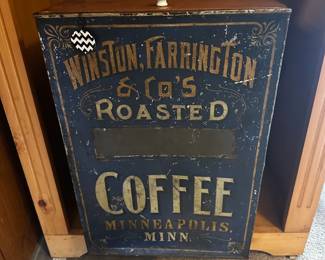 WINSTON, FARRINGTON
& CO'S
ROASTED
COFFEE
MINNEAPOLIS,
MINN.